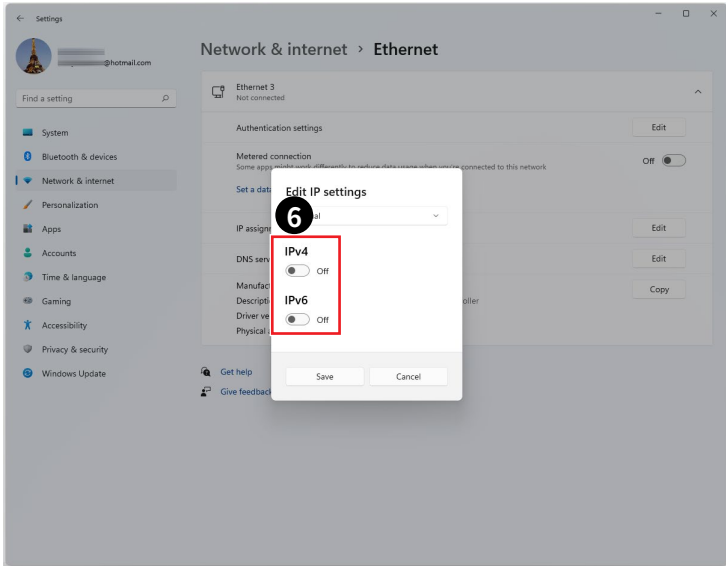 Settings
@hotmail.com
Find a setting
System
Bluetooth & devices
Network & internet
Personalization
Apps
Accounts
Time & language
Gaming
Accessibility
Privacy & security
Windows Update
Network & internet > Ethernet
Ethernet 3
Not connected
Authentication settings
Edit
Metered connection
Some apps might work differently to reduce data usage when you're connected to this network
Off
Set a data
IP assign
Edit
DNS serv
Edit
Manufac
Copy
Descripti
oller
Driver ve
Physical
Get help
Give feedback
Edit IP settings
6
al
IPv4
Off
IPv6
Off
Save
Cancel